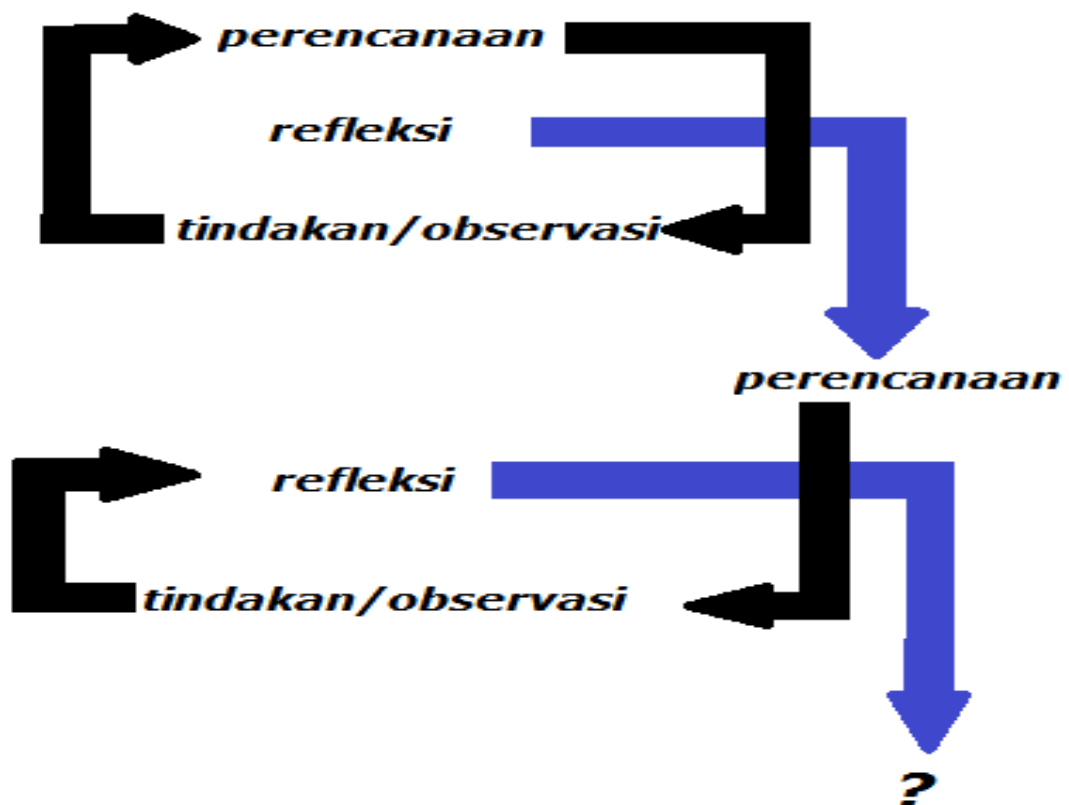 perencanaan
refleksi
tindakan/observasi
perencanaan
refleksi
tindakan/observasi
?